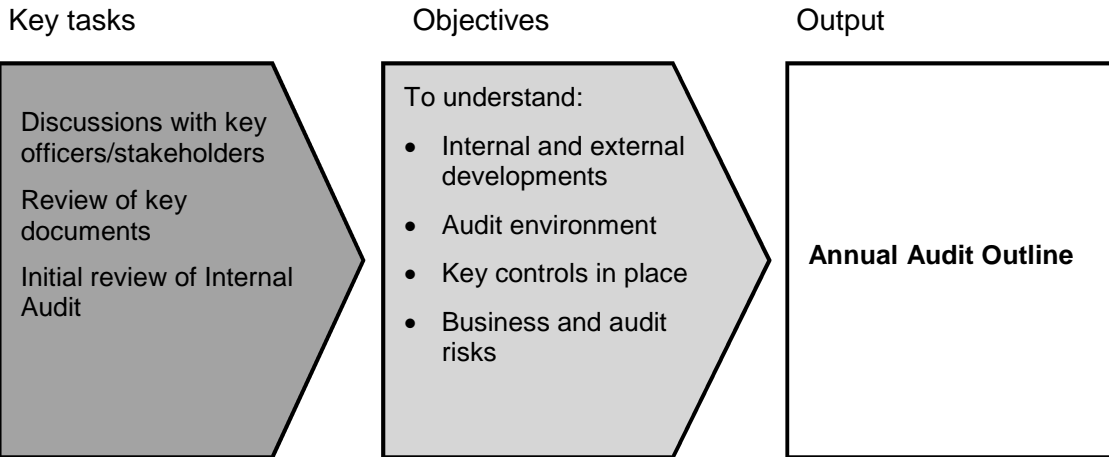 Key tasks
Objectives
Output
Discussions with key
officers/stakeholders
Review of key
documents
Initial review of Internal
Audit
To understand:
• Internal and external
developments
• Audit environment
• Key controls in place
• Business and audit
risks
Annual Audit Outline